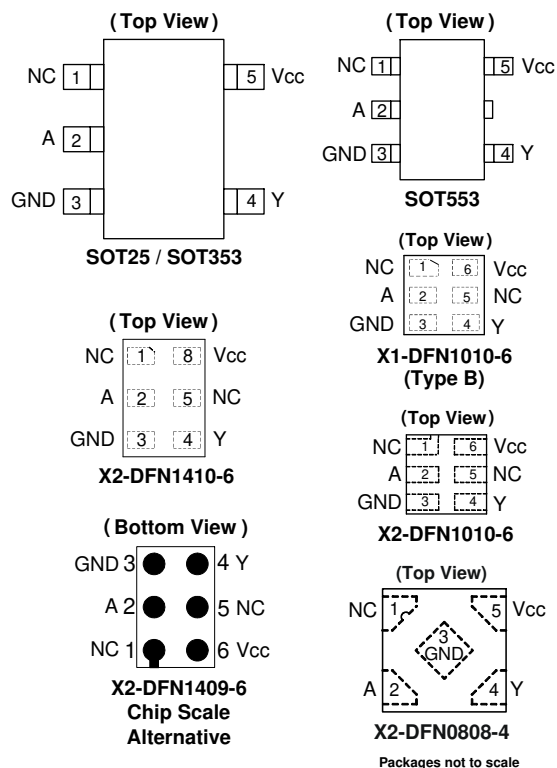 (Top View)
NC 1 5 Vcc
A 2
GND 3 4 Y
SOT25 / SOT353
(Top View)
NC 1 5 Vcc
A 2
GND 3 4 Y
SOT553
(Top View)
NC 1 6 Vcc
A 2 5 NC
GND 3 4 Y
X1-DFN1010-6
(Type B)
(Top View)
NC 1 8 Vcc
A 2 5 NC
GND 3 4 Y
X2-DFN1410-6
(Top View)
NC 1 6 Vcc
A 2 5 NC
GND 3 4 Y
X2-DFN1010-6
(Bottom View)
GND 3 4 Y
A 2 5 NC
NC 1 6 Vcc
X2-DFN1409-6
Chip Scale
Alternative
(Top View)
NC 1 5 Vcc
3
GND
A 2 4 Y
X2-DFN0808-4
Packages not to scale